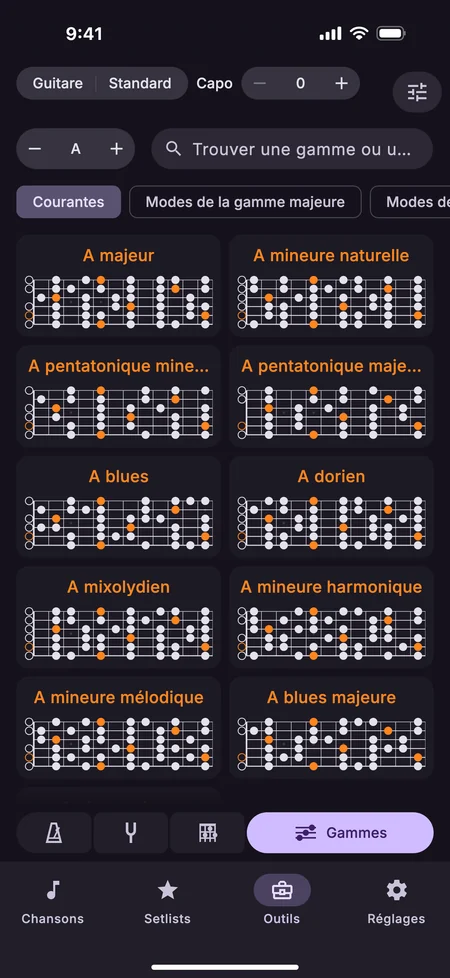 9:41
Guitare Standard Capo 0
A Trouver une gamme ou u...
Courantes Modes de la gamme majeure Modes de
A majeur A mineure naturelle
A pentatonique mine... A pentatonique maje...
A blues A dorien
A mixolydien A mineure harmonique
A mineure mélodique A blues majeure
Gammes
Chansons Setlists Outils Réglages